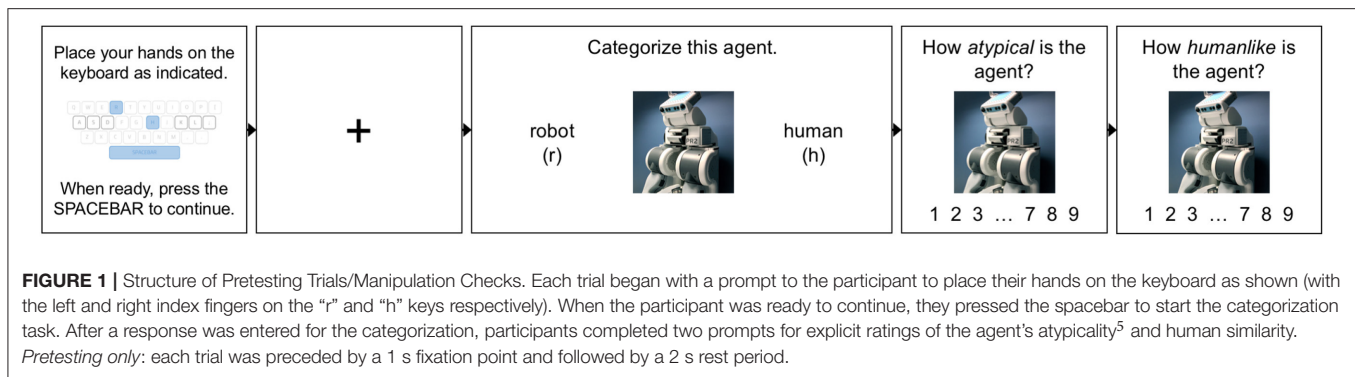 Place your hands on the
keyboard as indicated.
SPACEBAR
When ready, press the
SPACEBAR to continue.
+
Categorize this agent.
robot
(r)
human
(h)
How atypical is the
agent?
1 2 3 ... 7 8 9
How humanlike is
the agent?
1 2 3 ... 7 8 9
FIGURE 1 | Structure of Pretesting Trials/Manipulation Checks. Each trial began with a prompt to the participant to place their hands on the keyboard as shown (with
the left and right index fingers on the “r” and “h” keys respectively). When the participant was ready to continue, they pressed the spacebar to start the categorization
task. After a response was entered for the categorization, participants completed two prompts for explicit ratings of the agent’s atypicality⁵ and human similarity.
Pretesting only: each trial was preceded by a 1 s fixation point and followed by a 2 s rest period.